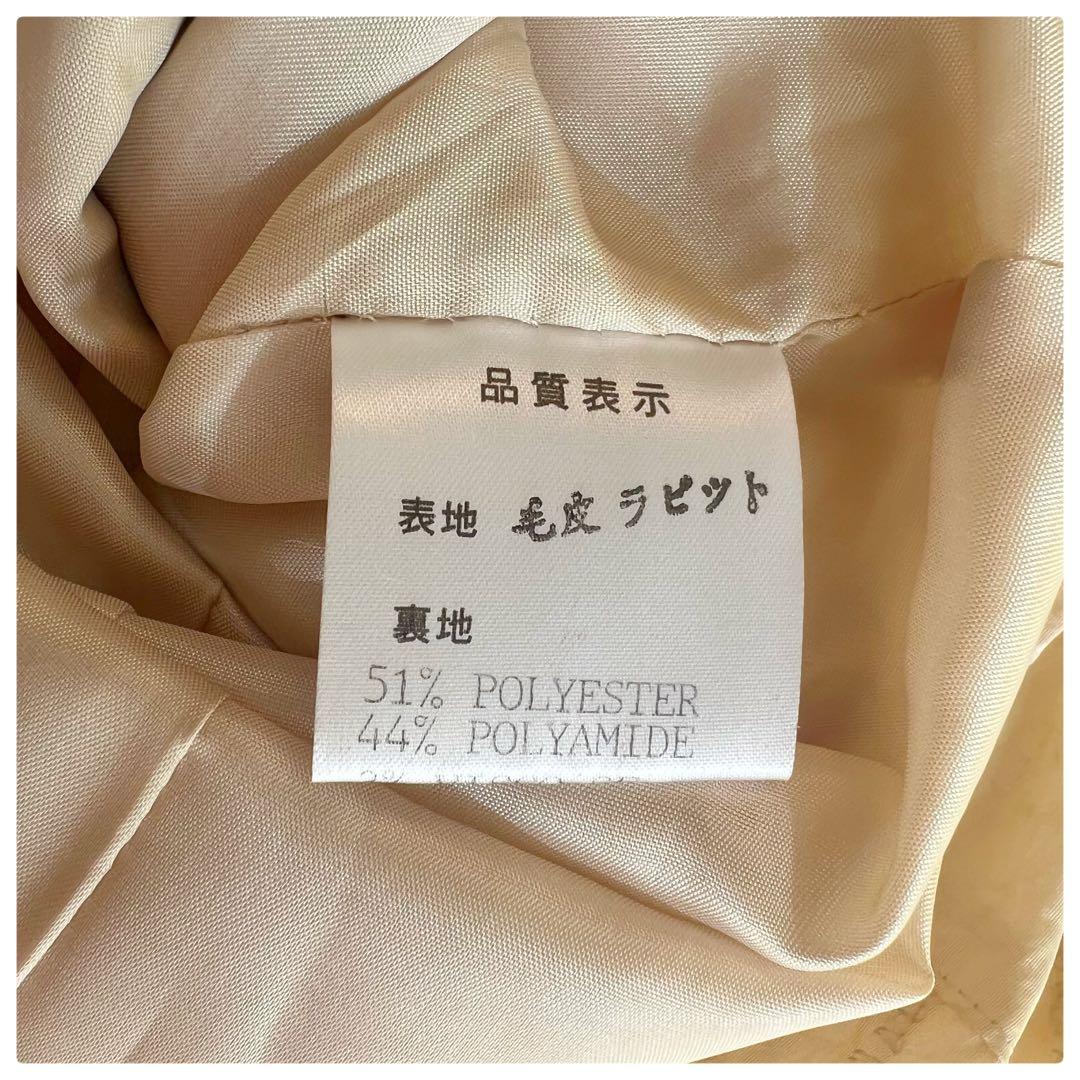 品質表示
表地 毛皮ラビット
裏地
51% POLYESTER
44% POLYAMIDE